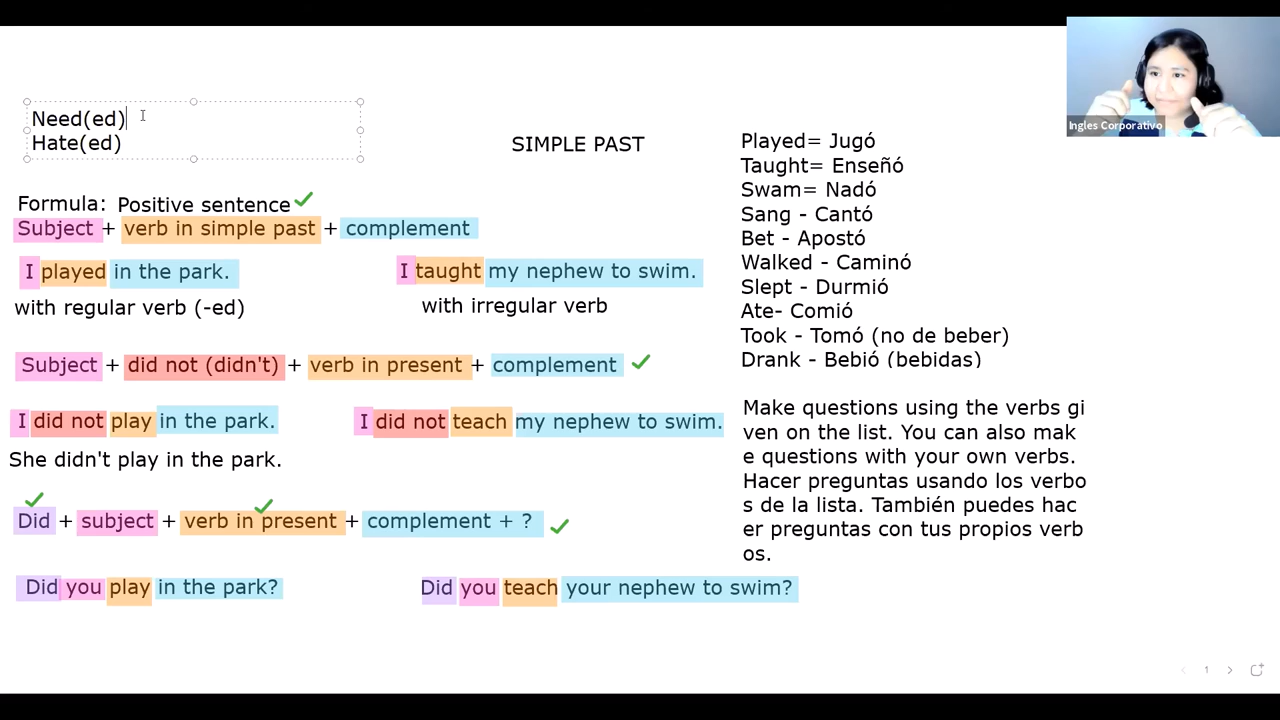 Ingles Corporativo
Need(ed)
Hate(ed)
SIMPLE PAST
Formula: Positive sentence
Subject + verb in simple past + complement
I played in the park.
I taught my nephew to swim.
with regular verb (-ed)
with irregular verb
Subject + did not (didn't) + verb in present + complement
I did not play in the park.
I did not teach my nephew to swim.
She didn't play in the park.
Did + subject + verb in present + complement + ?
Did you play in the park?
Did you teach your nephew to swim?
Played= Jugó
Taught= Enseñó
Swam= Nadó
Sang - Cantó
Bet - Apostó
Walked - Caminó
Slept - Durmió
Ate- Comió
Took - Tomó (no de beber)
Drank - Bebió (bebidas)
Make questions using the verbs gi
ven on the list. You can also mak
e questions with your own verbs.
Hacer preguntas usando los verbo
s de la lista. También puedes hac
er preguntas con tus propios verb
os.
1